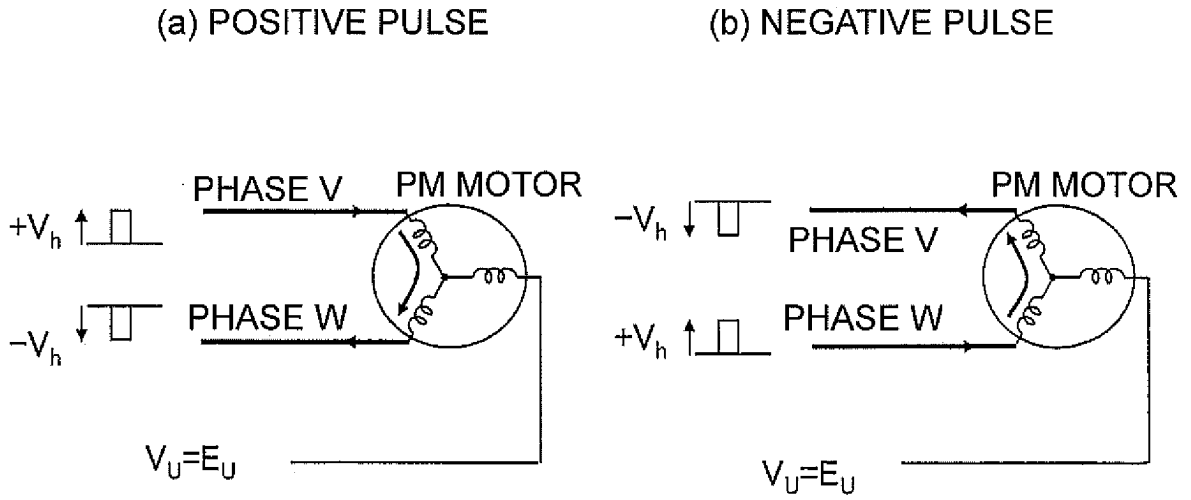 (a) POSITIVE PULSE
(b) NEGATIVE PULSE
PHASE V
PM MOTOR
+Vh
−Vh
PHASE W
VU=EU
PM MOTOR
−Vh
PHASE V
+Vh
PHASE W
VU=EU